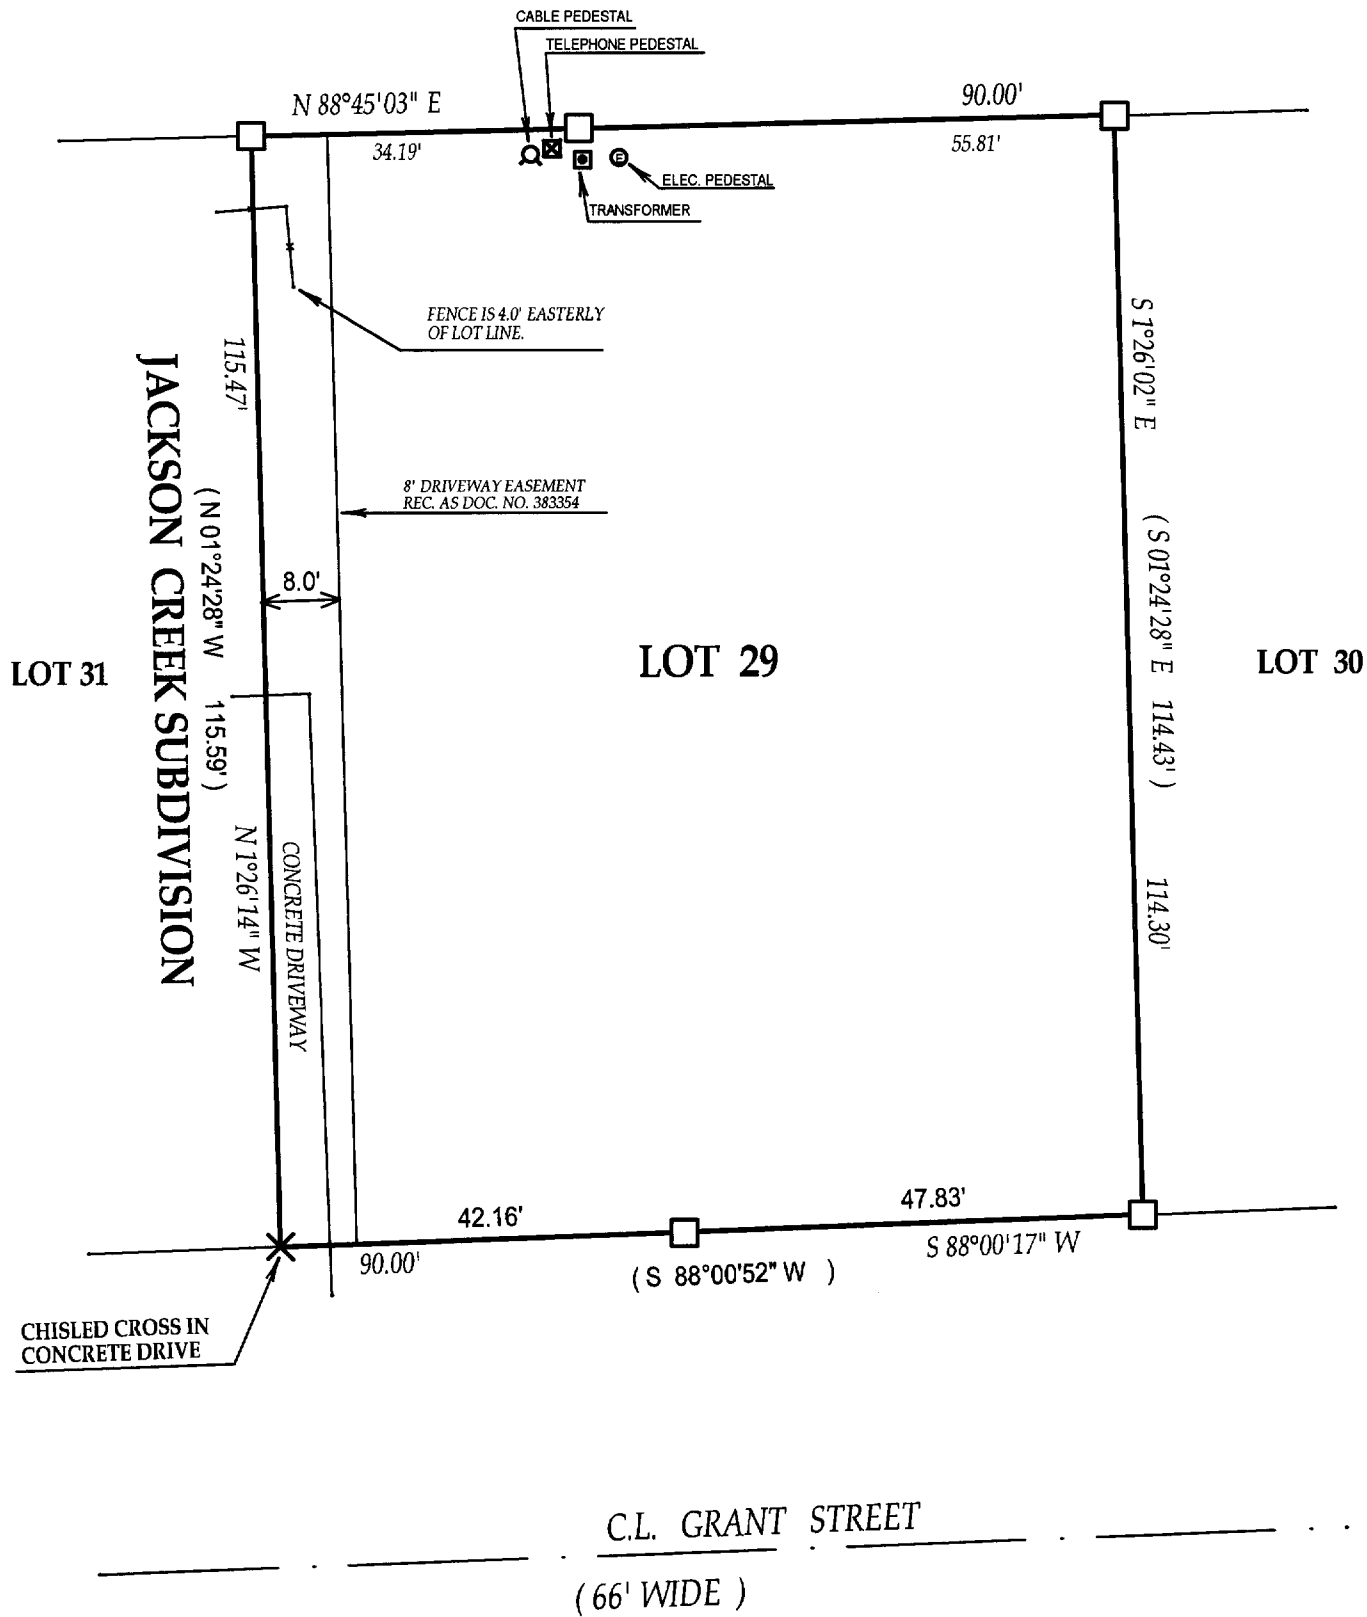 CABLE PEDESTAL
TELEPHONE PEDESTAL
N 88°45'03" E
90.00'
34.19'
55.81'
E
ELEC. PEDESTAL
TRANSFORMER
FENCE IS 4.0' EASTERLY
OF LOT LINE.
115.47'
S 1°26'02" E
JACKSON CREEK SUBDIVISION
8' DRIVEWAY EASEMENT
REC. AS DOC. NO. 383354
( N 01°24'28" W 115.59' )
( S 01°24'28" E 114.43' )
8.0'
LOT 31
LOT 29
LOT 30
N 1°26'14" W
CONCRETE DRIVEWAY
114.30'
42.16'
47.83'
90.00'
S 88°00'17" W
( S 88°00'52" W )
CHISLED CROSS IN
CONCRETE DRIVE
C.L. GRANT STREET
( 66' WIDE )